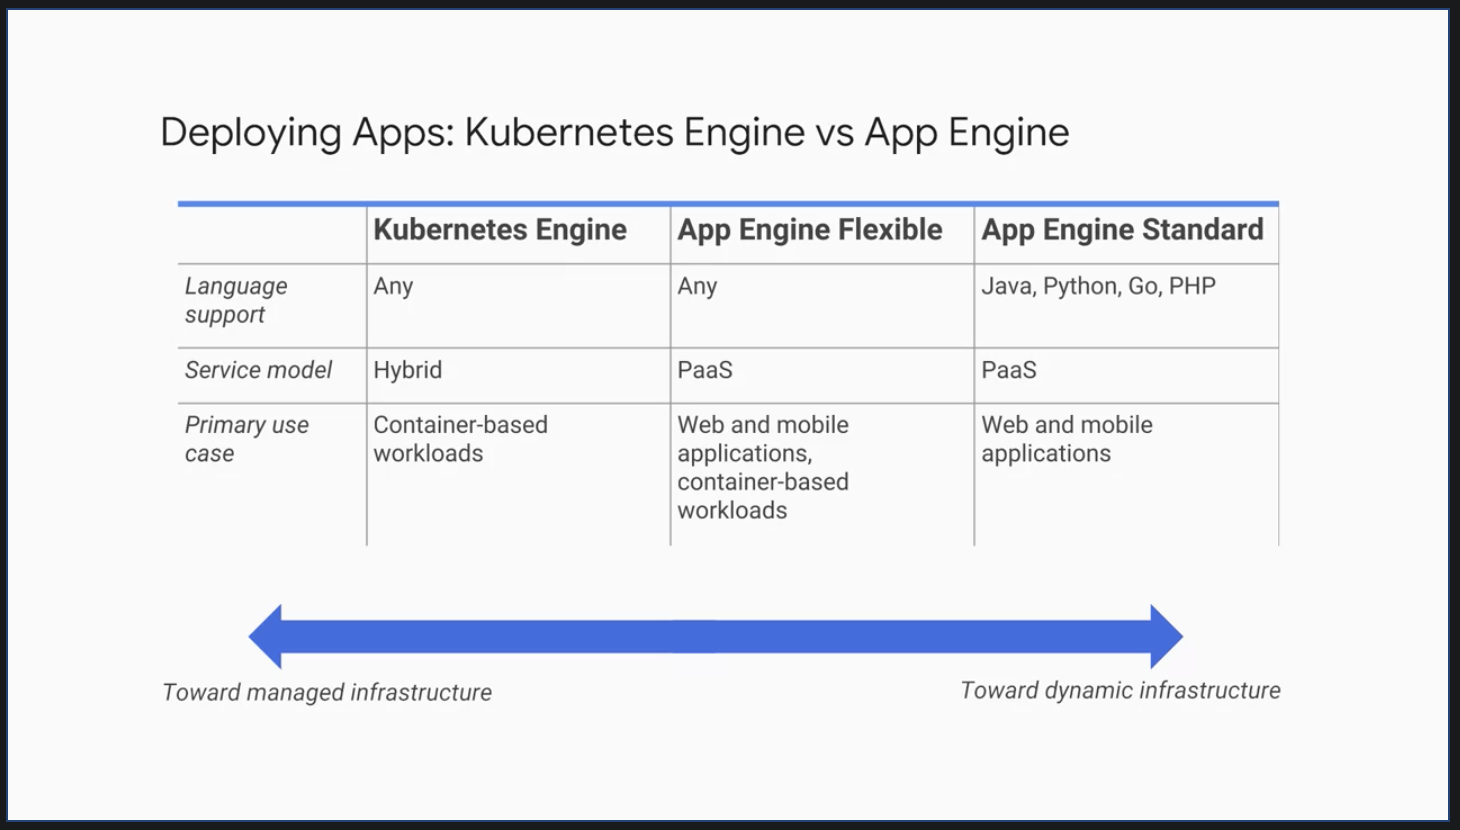 Deploying Apps: Kubernetes Engine vs App Engine
Kubernetes Engine
App Engine Flexible
App Engine Standard
Language
support
Any
Any
Java, Python, Go, PHP
Service model
Hybrid
PaaS
PaaS
Primary use
case
Container-based
workloads
Web and mobile
applications,
container-based
workloads
Web and mobile
applications
Toward managed infrastructure
Toward dynamic infrastructure